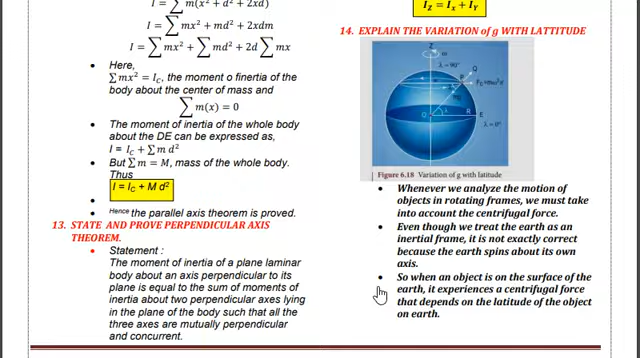 I = ∑ m(x² + d² + 2xd)
I = ∑ mx² + md² + 2xdm
I = ∑ mx² + ∑ md² + 2d ∑ mx
• Here,
∑ mx² = I_C, the moment o finertia of the
body about the center of mass and
∑ m(x) = 0
• The moment of inertia of the whole body
about the DE can be expressed as,
I = I_C + ∑ m d²
• But ∑ m = M, mass of the whole body.
Thus
I = I_C + M d²
• Hence the parallel axis theorem is proved.
13. STATE AND PROVE PERPENDICULAR AXIS
THEOREM.
• Statement :
The moment of inertia of a plane laminar
body about an axis perpendicular to its
plane is equal to the sum of moments of
inertia about two perpendicular axes lying
in the plane of the body such that all the
three axes are mutually perpendicular
and concurrent.
I_Z = I_X + I_Y
14. EXPLAIN THE VARIATION of g WITH LATTITUDE
Z
ω
λ = 90°
Q
P
O
λ
R
E
λ = 0°
Figure 6.18 Variation of g with latitude
• Whenever we analyze the motion of
objects in rotating frames, we must take
into account the centrifugal force.
• Even though we treat the earth as an
inertial frame, it is not exactly correct
because the earth spins about its own
axis.
• So when an object is on the surface of the
earth, it experiences a centrifugal force
that depends on the latitude of the object
on earth.